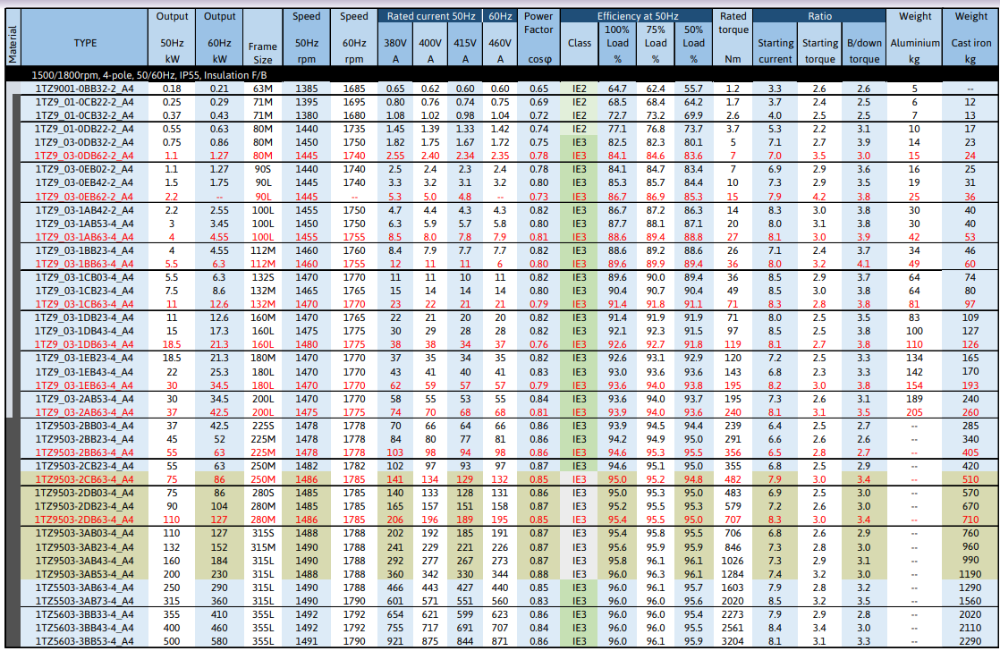 Material TYPE Output 50Hz kW Output 60Hz kW Frame Size Speed 50Hz rpm Speed 60Hz rpm Rated current 50Hz 380V A 400V A 415V A 60Hz 460V A Power Factor cosφ Efficiency at 50Hz Class 100% Load % 75% Load % 50% Load % Rated torque Nm Ratio Starting current Starting torque B/down torque Weight Aluminium kg Weight Cast iron kg
1500/1800rpm, 4-pole, 50/60Hz, IP55, Insulation F/B
1TZ9001-0BB32-2_A4 0.18 0.21 63M 1385 1685 0.65 0.62 0.60 0.60 0.65 IE2 64.7 62.4 55.7 1.2 3.3 2.6 2.6 5 --
1TZ9_01-0CB22-2_A4 0.25 0.29 71M 1395 1695 0.80 0.76 0.74 0.75 0.69 IE2 68.5 68.4 64.2 1.7 3.7 2.4 2.5 6 12
1TZ9_01-0CB32-2_A4 0.37 0.43 71M 1380 1680 1.08 1.02 0.98 1.04 0.72 IE2 72.7 73.2 69.9 2.6 4.0 2.5 2.5 7 13
1TZ9_01-0DB22-2_A4 0.55 0.63 80M 1440 1735 1.45 1.39 1.33 1.42 0.74 IE2 77.1 76.8 73.7 3.7 5.3 2.2 3.1 10 17
1TZ9_03-0DB32-2_A4 0.75 0.86 80M 1450 1750 1.82 1.75 1.67 1.72 0.75 IE3 82.5 82.3 80.1 5 7.1 2.7 3.9 14 23
1TZ9_03-0DB62-2_A4 1.1 1.27 80M 1445 1740 2.55 2.40 2.34 2.35 0.78 IE3 84.1 84.6 83.6 7 7.0 3.5 3.0 15 24
1TZ9_03-0EB02-2_A4 1.1 1.27 90S 1440 1740 2.5 2.4 2.3 2.4 0.78 IE3 84.1 84.7 83.4 7 6.9 2.9 3.6 16 25
1TZ9_03-0EB42-2_A4 1.5 1.75 90L 1445 1740 3.3 3.2 3.1 3.2 0.80 IE3 85.3 85.7 84.4 10 7.3 2.9 3.5 19 31
1TZ9_03-0EB62-2_A4 2.2 -- 90L 1445 -- 5.3 5.0 4.8 -- 0.73 IE3 86.7 86.9 85.3 15 7.9 4.2 3.8 25 36
1TZ9_03-1AB42-2_A4 2.2 2.55 100L 1455 1750 4.7 4.4 4.3 4.3 0.82 IE3 86.7 87.2 86.3 14 8.3 3.0 3.8 30 40
1TZ9_03-1AB53-4_A4 3 3.45 100L 1455 1750 6.3 5.9 5.7 5.8 0.80 IE3 87.7 88.1 87.1 20 8.0 3.1 3.8 30 40
1TZ9_03-1AB63-4_A4 4 4.55 100L 1455 1755 8.5 8.0 7.8 7.9 0.81 IE3 88.6 89.4 88.8 27 8.1 3.0 3.9 42 53
1TZ9_03-1BB23-4_A4 4 4.55 112M 1460 1760 8.4 7.9 7.7 7.7 0.82 IE3 88.6 89.2 88.6 26 7.1 2.4 3.7 34 46
1TZ9_03-1BB63-4_A4 5.5 6.3 112M 1460 1755 12 11 11 6 0.80 IE3 89.6 89.9 89.4 36 8.0 3.2 4.1 49 60
1TZ9_03-1CB03-4_A4 5.5 6.3 132S 1470 1770 11 11 10 11 0.82 IE3 89.6 90.0 89.4 36 8.5 2.9 3.7 64 74
1TZ9_03-1CB23-4_A4 7.5 8.6 132M 1465 1765 15 14 14 14 0.80 IE3 90.4 90.7 90.4 49 8.5 3.0 3.8 64 80
1TZ9_03-1CB63-4_A4 11 12.6 132M 1470 1770 23 22 21 21 0.79 IE3 91.4 91.8 91.1 71 8.3 2.8 3.8 81 97
1TZ9_03-1DB23-4_A4 11 12.6 160M 1470 1765 22 21 20 20 0.82 IE3 91.4 91.9 91.9 71 8.0 2.5 3.5 83 109
1TZ9_03-1DB43-4_A4 15 17.3 160L 1475 1770 30 29 28 28 0.82 IE3 92.1 92.3 91.5 97 8.5 2.5 3.8 100 127
1TZ9_03-1DB63-4_A4 18.5 21.3 160L 1480 1775 38 38 34 37 0.76 IE3 92.6 92.7 91.8 119 8.1 2.7 3.8 110 126
1TZ9_03-1EB23-4_A4 18.5 21.3 180M 1470 1770 37 35 34 35 0.82 IE3 92.6 93.1 92.9 120 7.2 2.5 3.3 134 165
1TZ9_03-1EB43-4_A4 22 25.3 180L 1470 1770 43 41 40 41 0.83 IE3 93.0 93.6 93.6 143 6.8 2.3 3.3 142 170
1TZ9_03-1EB63-4_A4 30 34.5 180L 1470 1770 62 59 57 57 0.79 IE3 93.6 94.0 93.8 195 8.2 3.0 3.8 154 193
1TZ9_03-2AB53-4_A4 30 34.5 200L 1470 1770 58 55 53 55 0.84 IE3 93.6 94.0 93.7 195 7.3 2.6 3.1 189 240
1TZ9_03-2AB63-4_A4 37 42.5 200L 1475 1775 74 70 68 68 0.81 IE3 93.9 94.0 93.6 240 8.1 3.1 3.5 205 260
1TZ9503-2BB03-4_A4 37 42.5 225S 1478 1778 70 66 64 66 0.86 IE3 93.9 94.5 94.4 239 6.4 2.5 2.7 -- 285
1TZ9503-2BB23-4_A4 45 52 225M 1478 1778 84 80 77 81 0.86 IE3 94.2 94.9 95.0 291 6.6 2.6 2.6 -- 340
1TZ9503-2BB63-4_A4 55 63 225M 1478 1778 103 98 94 98 0.86 IE3 94.6 95.3 95.5 356 6.5 2.8 2.7 -- 405
1TZ9503-2CB23-4_A4 55 63 250M 1482 1782 102 97 93 97 0.87 IE3 94.6 95.1 95.0 355 6.8 2.5 2.9 -- 420
1TZ9503-2CB63-4_A4 75 86 250M 1486 1785 141 134 129 132 0.85 IE3 95.0 95.2 94.8 482 7.9 3.0 3.4 -- 510
1TZ9503-2DB03-4_A4 75 86 280S 1485 1785 140 133 128 131 0.86 IE3 95.0 95.3 95.0 483 6.9 2.5 3.0 -- 570
1TZ9503-2DB23-4_A4 90 104 280M 1485 1785 165 157 151 158 0.87 IE3 95.2 95.5 95.3 579 7.2 2.6 3.0 -- 670
1TZ9503-2DB63-4_A4 110 127 280M 1486 1785 206 196 189 195 0.85 IE3 95.4 95.5 95.0 707 8.3 3.0 3.4 -- 710
1TZ9503-3AB03-4_A4 110 127 315S 1488 1788 202 192 185 191 0.87 IE3 95.4 95.8 95.5 706 6.8 2.6 2.9 -- 760
1TZ9503-3AB23-4_A4 132 152 315M 1490 1788 241 229 221 226 0.87 IE3 95.6 95.9 95.9 846 7.3 2.8 3.0 -- 960
1TZ9503-3AB43-4_A4 160 184 315L 1490 1788 292 277 267 273 0.87 IE3 95.8 96.1 96.1 1026 7.3 2.9 3.1 -- 990
1TZ9503-3AB53-4_A4 200 230 315L 1488 1788 360 342 330 344 0.88 IE3 96.0 96.3 96.1 1284 7.4 3.2 3.0 -- 1190
1TZ5503-3AB63-4_A4 250 290 315L 1490 1788 466 443 427 440 0.85 IE3 96.0 96.1 95.7 1603 7.9 2.8 3.2 -- 1290
1TZ5503-3AB73-4_A4 315 360 315L 1490 1788 601 571 551 560 0.83 IE3 96.0 96.0 95.6 2020 8.5 3.2 3.5 -- 1560
1TZ5603-3BB33-4_A4 355 410 355L 1492 1792 654 621 599 623 0.86 IE3 96.0 96.0 95.4 2273 7.9 2.9 2.8 -- 2020
1TZ5603-3BB43-4_A4 400 460 355L 1492 1792 755 717 691 707 0.84 IE3 96.0 96.0 95.5 2561 8.4 3.4 3.0 -- 2110
1TZ5603-3BB53-4_A4 500 580 355L 1491 1790 921 875 844 871 0.86 IE3 96.0 96.1 95.9 3204 8.1 3.1 3.3 -- 2290